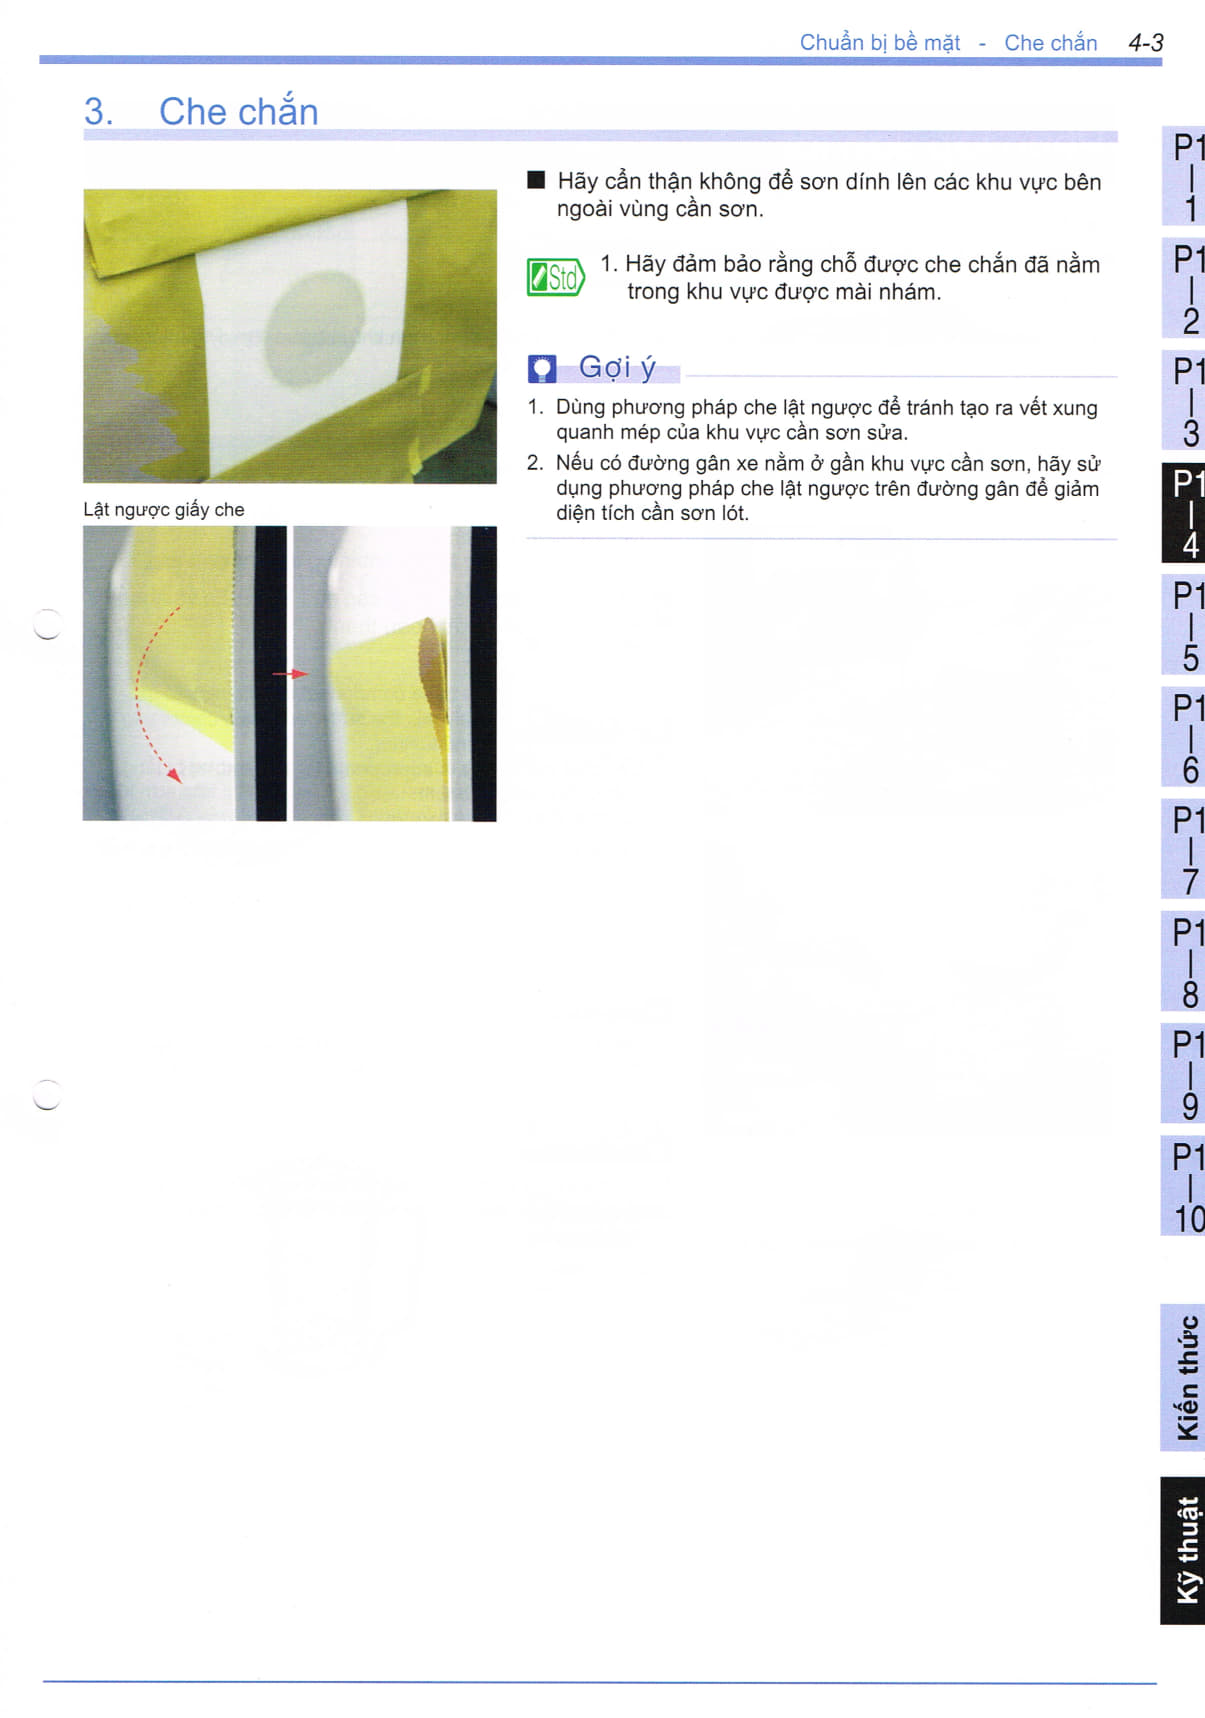 Chuẩn bị bề mặt - Che chắn 4-3
3. Che chắn
■ Hãy cẩn thận không để sơn dính lên các khu vực bên
ngoài vùng cần sơn.
Std
1. Hãy đảm bảo rằng chỗ được che chắn đã nằm
trong khu vực được mài nhám.
Gợi ý
1. Dùng phương pháp che lật ngược để tránh tạo ra vết xung
quanh mép của khu vực cần sơn sửa.
2. Nếu có đường gân xe nằm ở gần khu vực cần sơn, hãy sử
dụng phương pháp che lật ngược trên đường gân để giảm
diện tích cần sơn lót.
Lật ngược giấy che
P1
1
P1
2
P1
3
P1
4
P1
5
P1
6
P1
7
P1
8
P1
9
P1
10
Kiến thức
Kỹ thuật